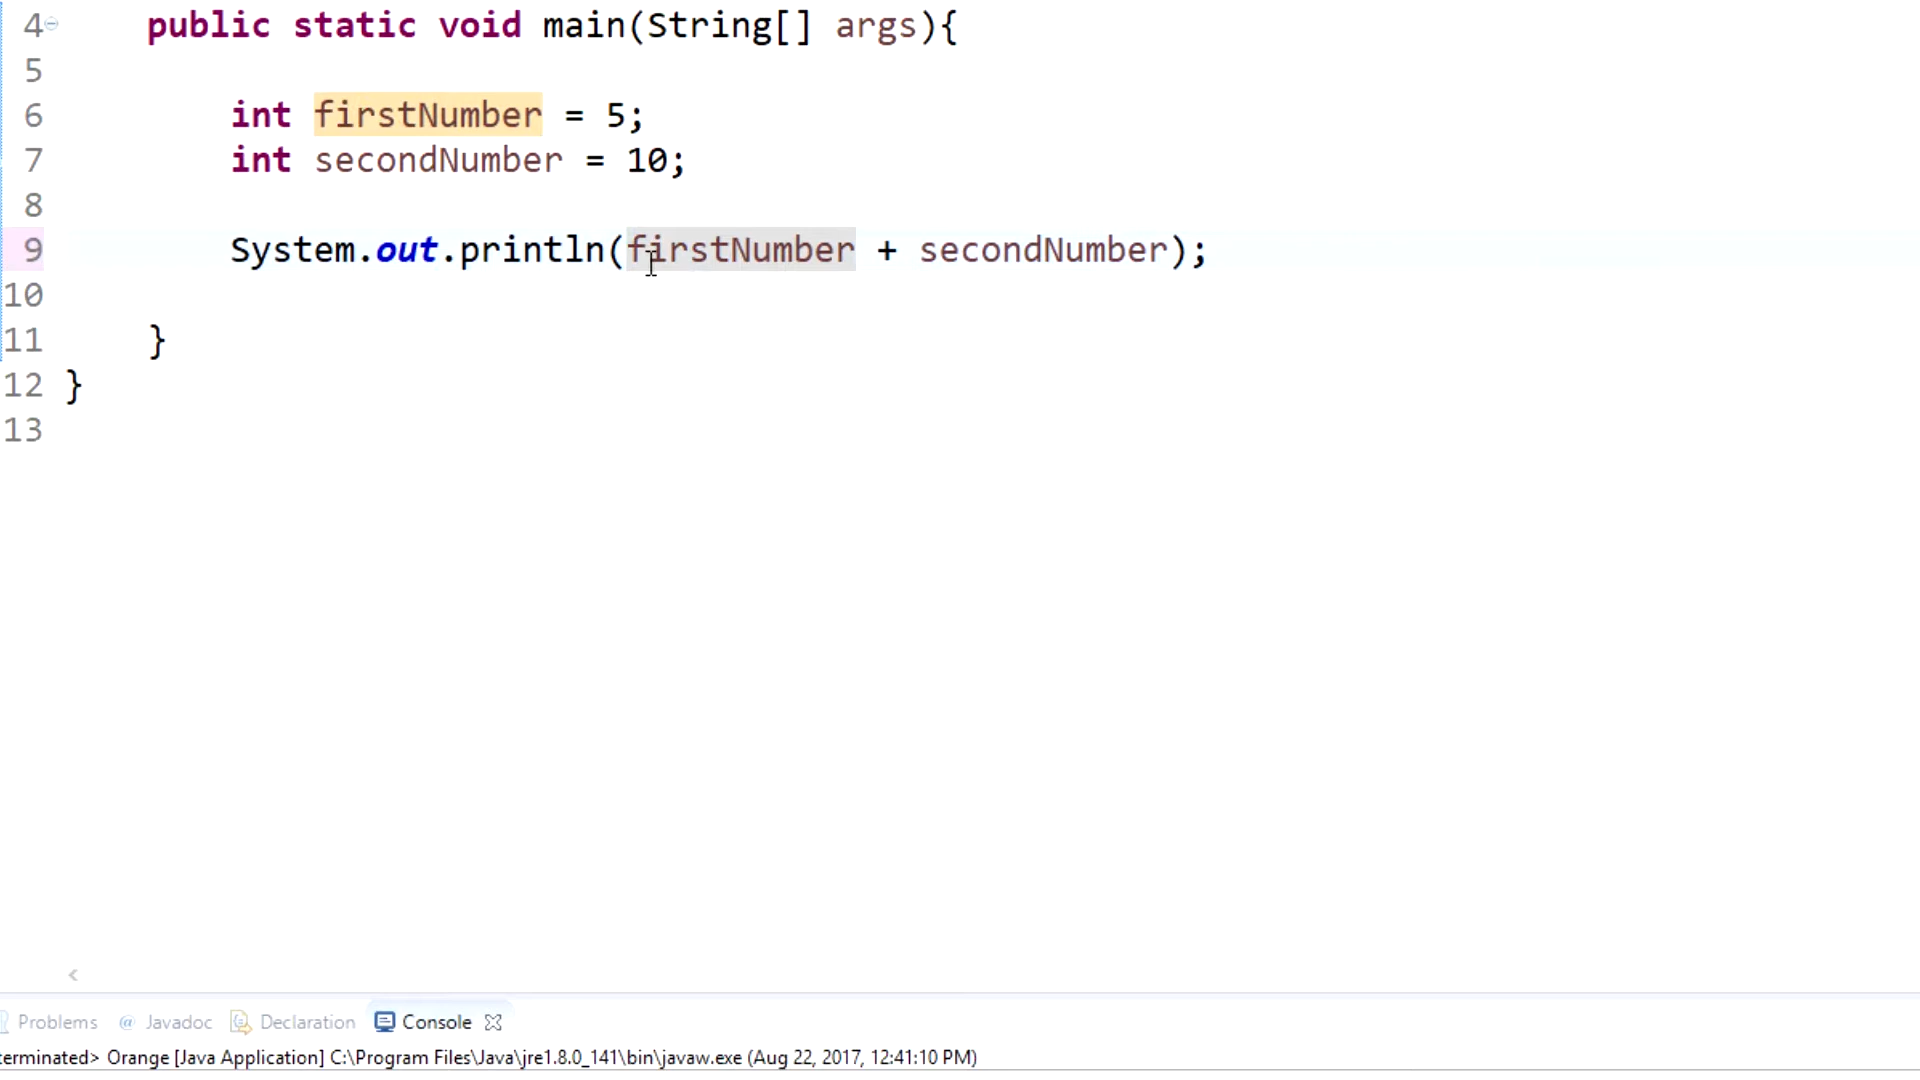 4 public static void main(String[] args){
5
6 int firstNumber = 5;
7 int secondNumber = 10;
8
9 System.out.println(firstNumber + secondNumber);
10
11 }
12 }
13
<
Problems @ Javadoc Declaration Console
terminated> Orange [Java Application] C:\Program Files\Java\jre1.8.0_141\bin\javaw.exe (Aug 22, 2017, 12:41:10 PM)